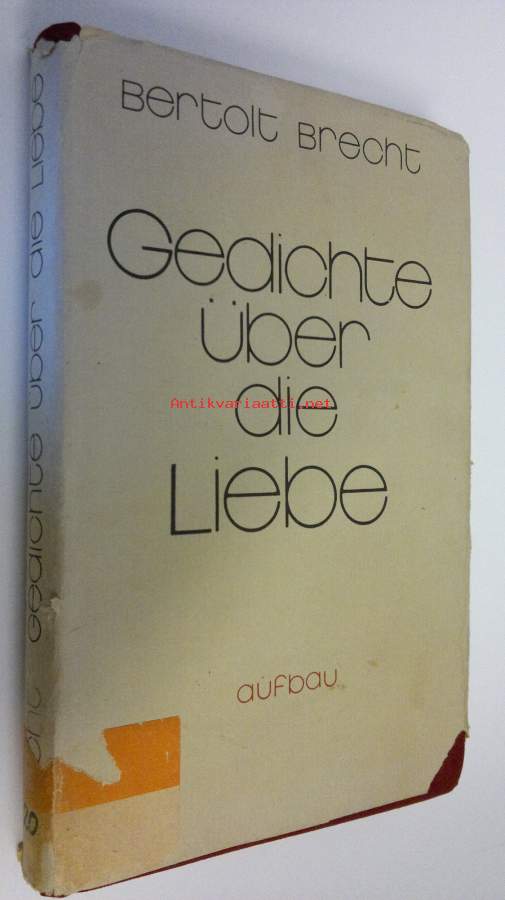 Bertolt Brecht
Gedichte
über
die
Liebe
aufbau
Gedichte über die Liebe
Antikvariaatti.net